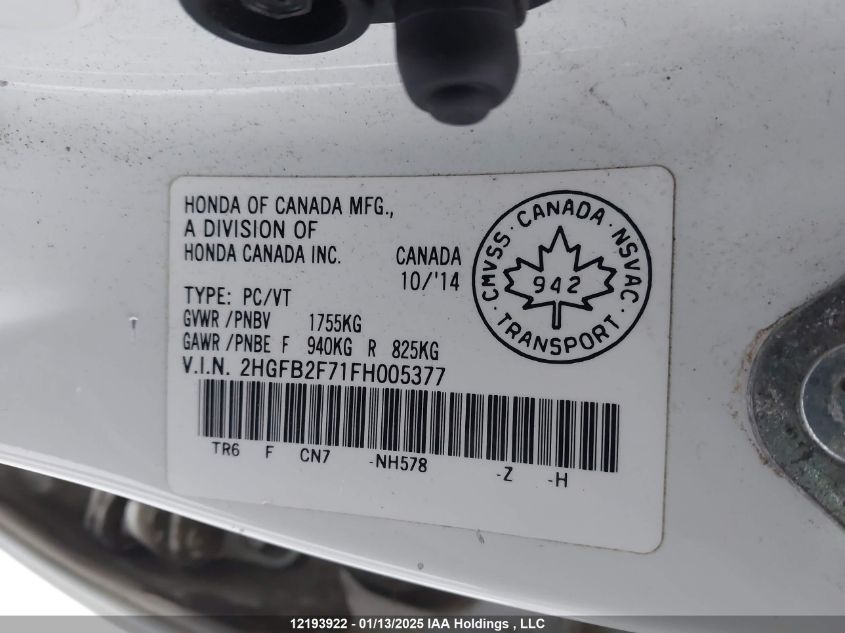 HONDA OF CANADA MFG.,
A DIVISION OF
HONDA CANADA INC.
CANADA
10/'14
TYPE: PC/VT
GVWR /PNBV 1755KG
GAWR /PNBE F 940KG R 825KG
V.I.N. 2HGFB2F71FH005377
TR6 F CN7 -NH578 -Z -H
CMVSS · CANADA · NSVAC
942
· TRANSPORT ·
12193922 - 01/13/2025 IAA Holdings , LLC